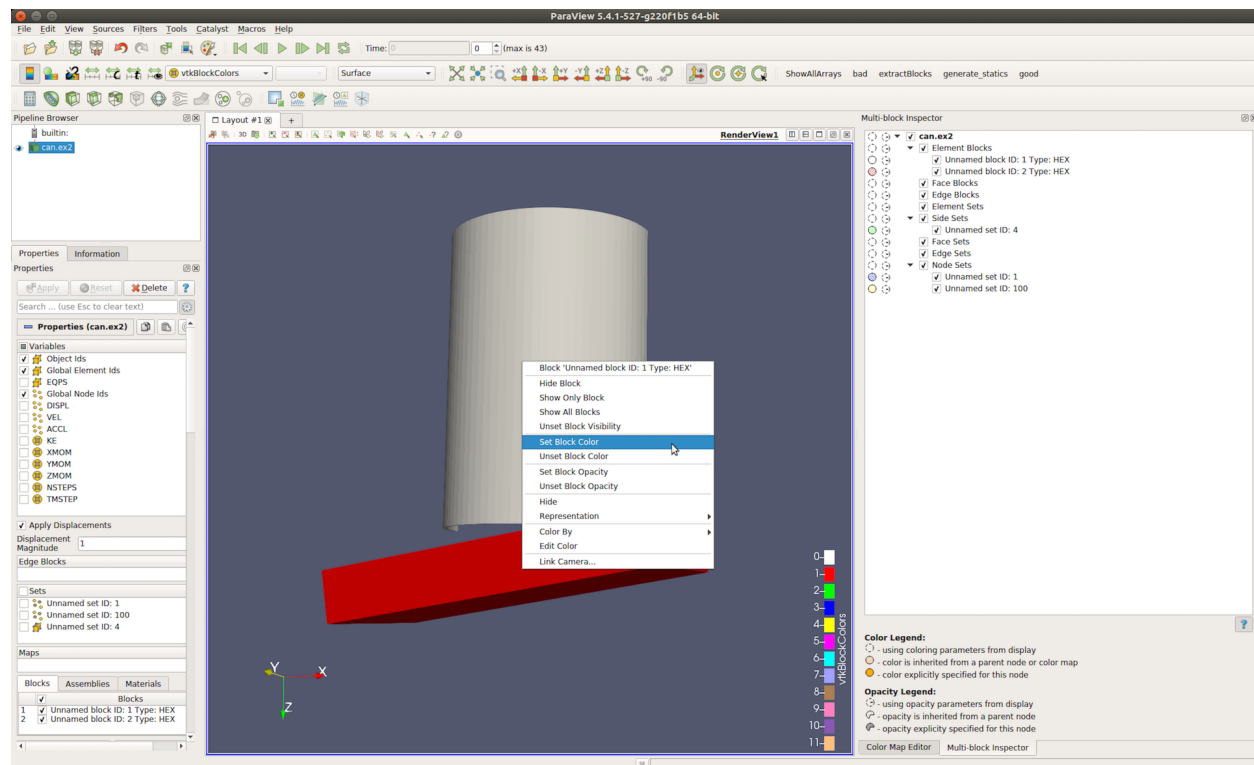 ParaView 5.4.1-527-g220f1b5 64-bit
File Edit View Sources Filters Tools Catalyst Macros Help
Time: 0 0 (max is 43)
vtkBlockColors Surface +X -X +Y -Y +Z -Z +90 -90 ShowAllArrays bad extractBlocks generate_statics good
Pipeline Browser
builtin:
can.ex2
Properties Information
Properties
Apply Reset Delete ?
Search ... (use Esc to clear text)
Properties (can.ex2)
Variables
Object Ids
Global Element Ids
EQPS
Global Node Ids
DISPL
VEL
ACCL
KE
XMOM
YMOM
ZMOM
NSTEPS
TMSTEP
Apply Displacements
Displacement
Magnitude 1
Edge Blocks
Sets
Unnamed set ID: 1
Unnamed set ID: 100
Unnamed set ID: 4
Maps
Blocks Assemblies Materials
Blocks
1 Unnamed block ID: 1 Type: HEX
2 Unnamed block ID: 2 Type: HEX
Layout #1 +
3D RenderView1
Block 'Unnamed block ID: 1 Type: HEX'
Hide Block
Show Only Block
Show All Blocks
Unset Block Visibility
Set Block Color
Unset Block Color
Set Block Opacity
Unset Block Opacity
Hide
Representation
Color By
Edit Color
Link Camera...
Y X
Z
0
1
2
3
4
5
6
7
8
9
10
11
vtkBlockColors
Multi-block Inspector
can.ex2
Element Blocks
Unnamed block ID: 1 Type: HEX
Unnamed block ID: 2 Type: HEX
Face Blocks
Edge Blocks
Element Sets
Side Sets
Unnamed set ID: 4
Face Sets
Edge Sets
Node Sets
Unnamed set ID: 1
Unnamed set ID: 100
?
Color Legend:
- using coloring parameters from display
- color is inherited from a parent node or color map
- color explicitly specified for this node
Opacity Legend:
- using opacity parameters from display
- opacity is inherited from a parent node
- opacity explicity specified for this node
Color Map Editor Multi-block Inspector